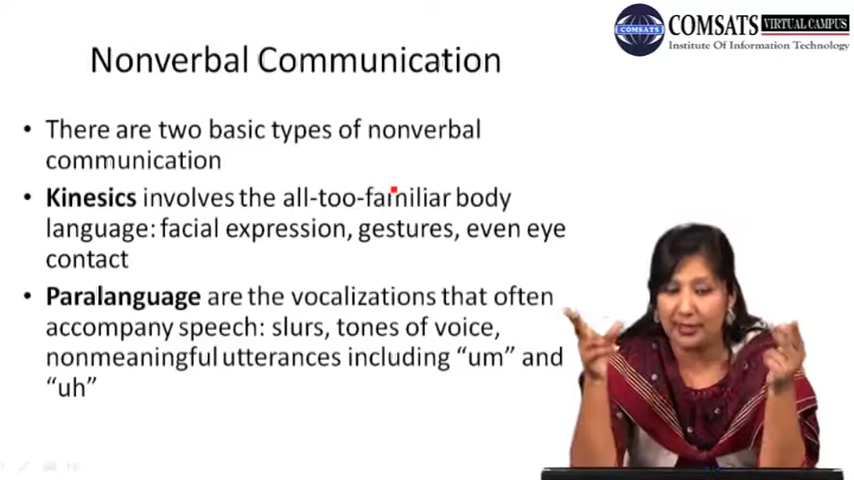 COMSATS VIRTUAL CAMPUS
COMSATS
Institute Of Information Technology
Nonverbal Communication
• There are two basic types of nonverbal
communication
• Kinesics involves the all-too-familiar body
language: facial expression, gestures, even eye
contact
• Paralanguage are the vocalizations that often
accompany speech: slurs, tones of voice,
nonmeaningful utterances including “um” and
“uh”